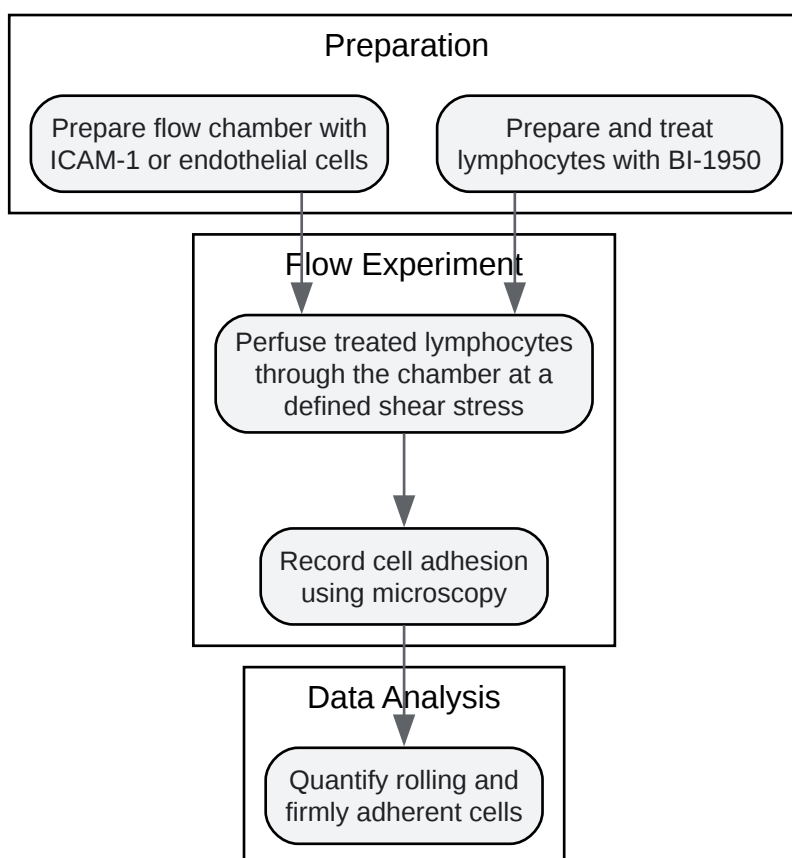 Preparation
Prepare flow chamber with
ICAM-1 or endothelial cells
Prepare and treat
lymphocytes with BI-1950
Flow Experiment
Perfuse treated lymphocytes
through the chamber at a
defined shear stress
Record cell adhesion
using microscopy
Data Analysis
Quantify rolling and
firmly adherent cells